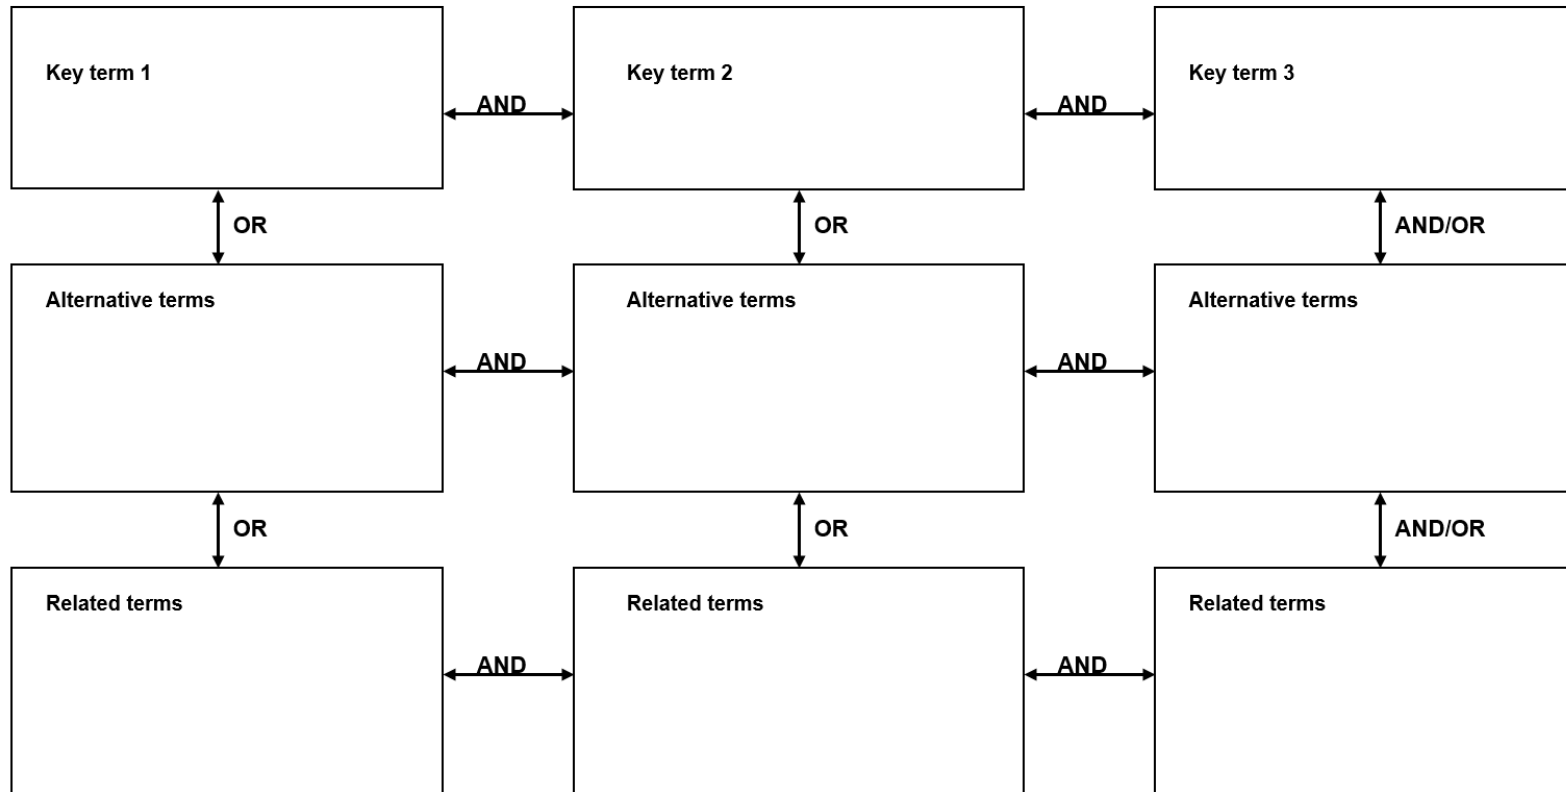 Key term 1
AND
Key term 2
AND
Key term 3
OR
OR
AND/OR
Alternative terms
AND
Alternative terms
AND
Alternative terms
OR
OR
AND/OR
Related terms
AND
Related terms
AND
Related terms